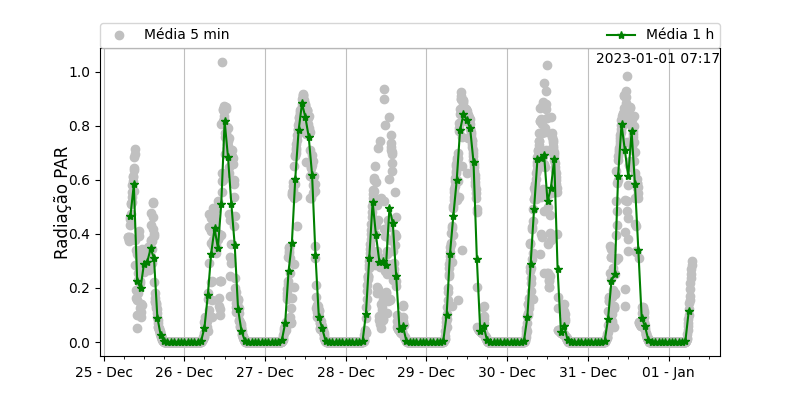 Média 5 min
Média 1 h
2023-01-01 07:17
Radiação PAR
1.0
0.8
0.6
0.4
0.2
0.0
25 - Dec
26 - Dec
27 - Dec
28 - Dec
29 - Dec
30 - Dec
31 - Dec
01 - Jan